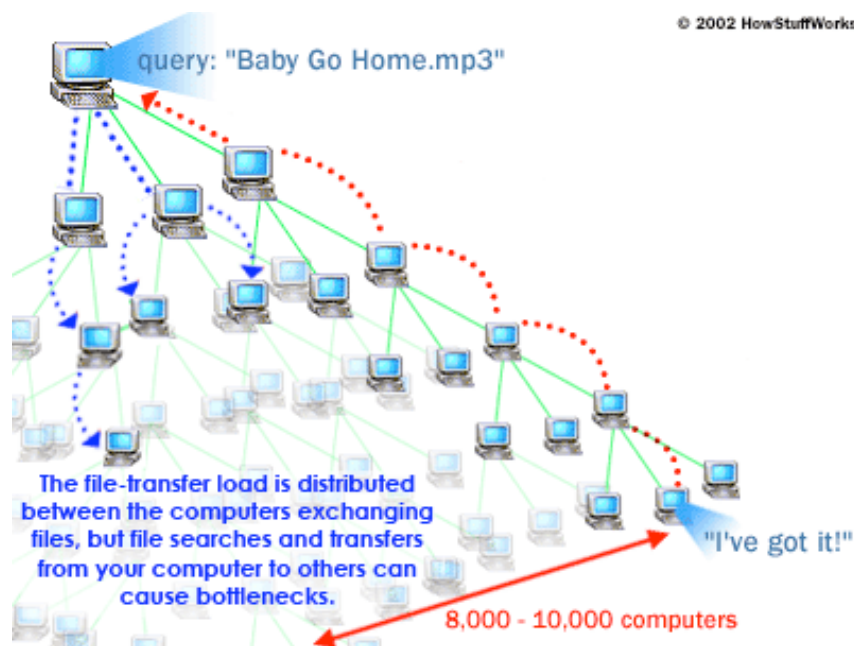 © 2002 HowStuffWorks
query: "Baby Go Home.mp3"
The file-transfer load is distributed
between the computers exchanging
files, but file searches and transfers
from your computer to others can
cause bottlenecks.
"I've got it!"
8,000 - 10,000 computers